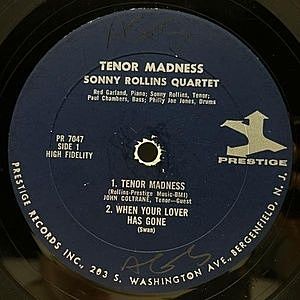 TENOR MADNESS
SONNY ROLLINS QUARTET
Red Garland, Piano; Sonny Rollins, Tenor;
Paul Chambers, Bass; Philly Joe Jones, Drums
PR 7047
SIDE 1
HIGH FIDELITY
PRESTIGE
1. TENOR MADNESS
(Rollins-Prestige Music-BMI)
JOHN COLTRANE, Tenor—Guest
2. WHEN YOUR LOVER
HAS GONE
(Swan)
PRESTIGE RECORDS INC., 203 S. WASHINGTON AVE., BERGENFIELD, N. J.